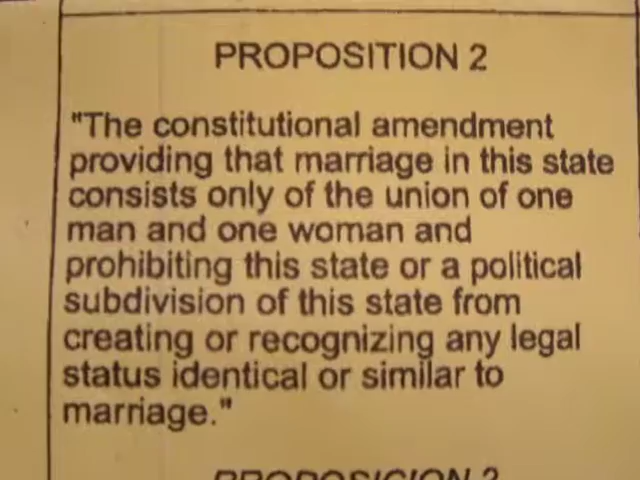 PROPOSITION 2
"The constitutional amendment
providing that marriage in this state
consists only of the union of one
man and one woman and
prohibiting this state or a political
subdivision of this state from
creating or recognizing any legal
status identical or similar to
marriage."
PROPOSICION 2